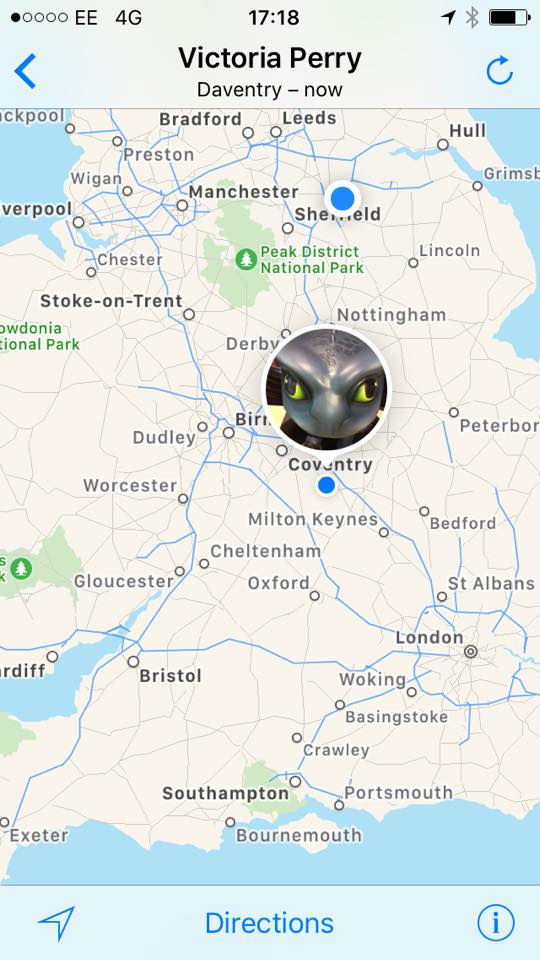 EE 4G 17:18
Victoria Perry
Daventry – now
Bradford
Leeds
Hull
Preston
Wigan
Grimsb
Manchester
verpool
Sheffield
Lincoln
Peak District
National Park
Chester
Stoke-on-Trent
Nottingham
owdonia
tional Park
Derby
Birm
Peterbor
Dudley
Coventry
Worcester
Milton Keynes
Bedford
Cheltenham
Gloucester
Oxford
St Albans
London
ardiff
Bristol
Woking
Basingstoke
Crawley
Southampton
Portsmouth
Exeter
Bournemouth
Directions